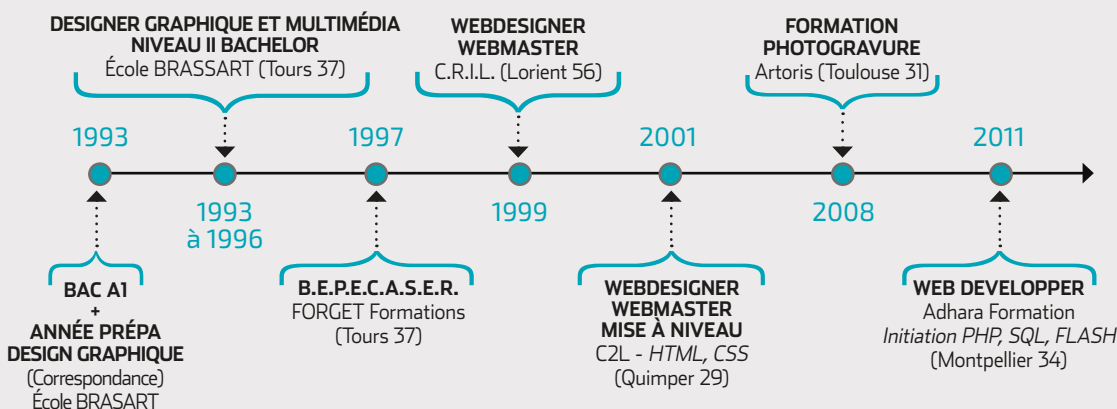 DESIGNER GRAPHIQUE ET MULTIMÉDIA
NIVEAU II BACHELOR
École BRASSART (Tours 37)
WEBDESIGNER
WEBMASTER
C.R.I.L. (Lorient 56)
FORMATION
PHOTOGRAVURE
Artoris (Toulouse 31)
1993
1997
2001
2011
1993
à 1996
1999
2008
BAC A1
+
ANNÉE PRÉPA
DESIGN GRAPHIQUE
(Correspondance)
École BRASART
B.E.P.E.C.A.S.E.R.
FORGET Formations
(Tours 37)
WEBDESIGNER
WEBMASTER
MISE À NIVEAU
C2L - HTML, CSS
(Quimper 29)
WEB DEVELOPPER
Adhara Formation
Initiation PHP, SQL, FLASH
(Montpellier 34)